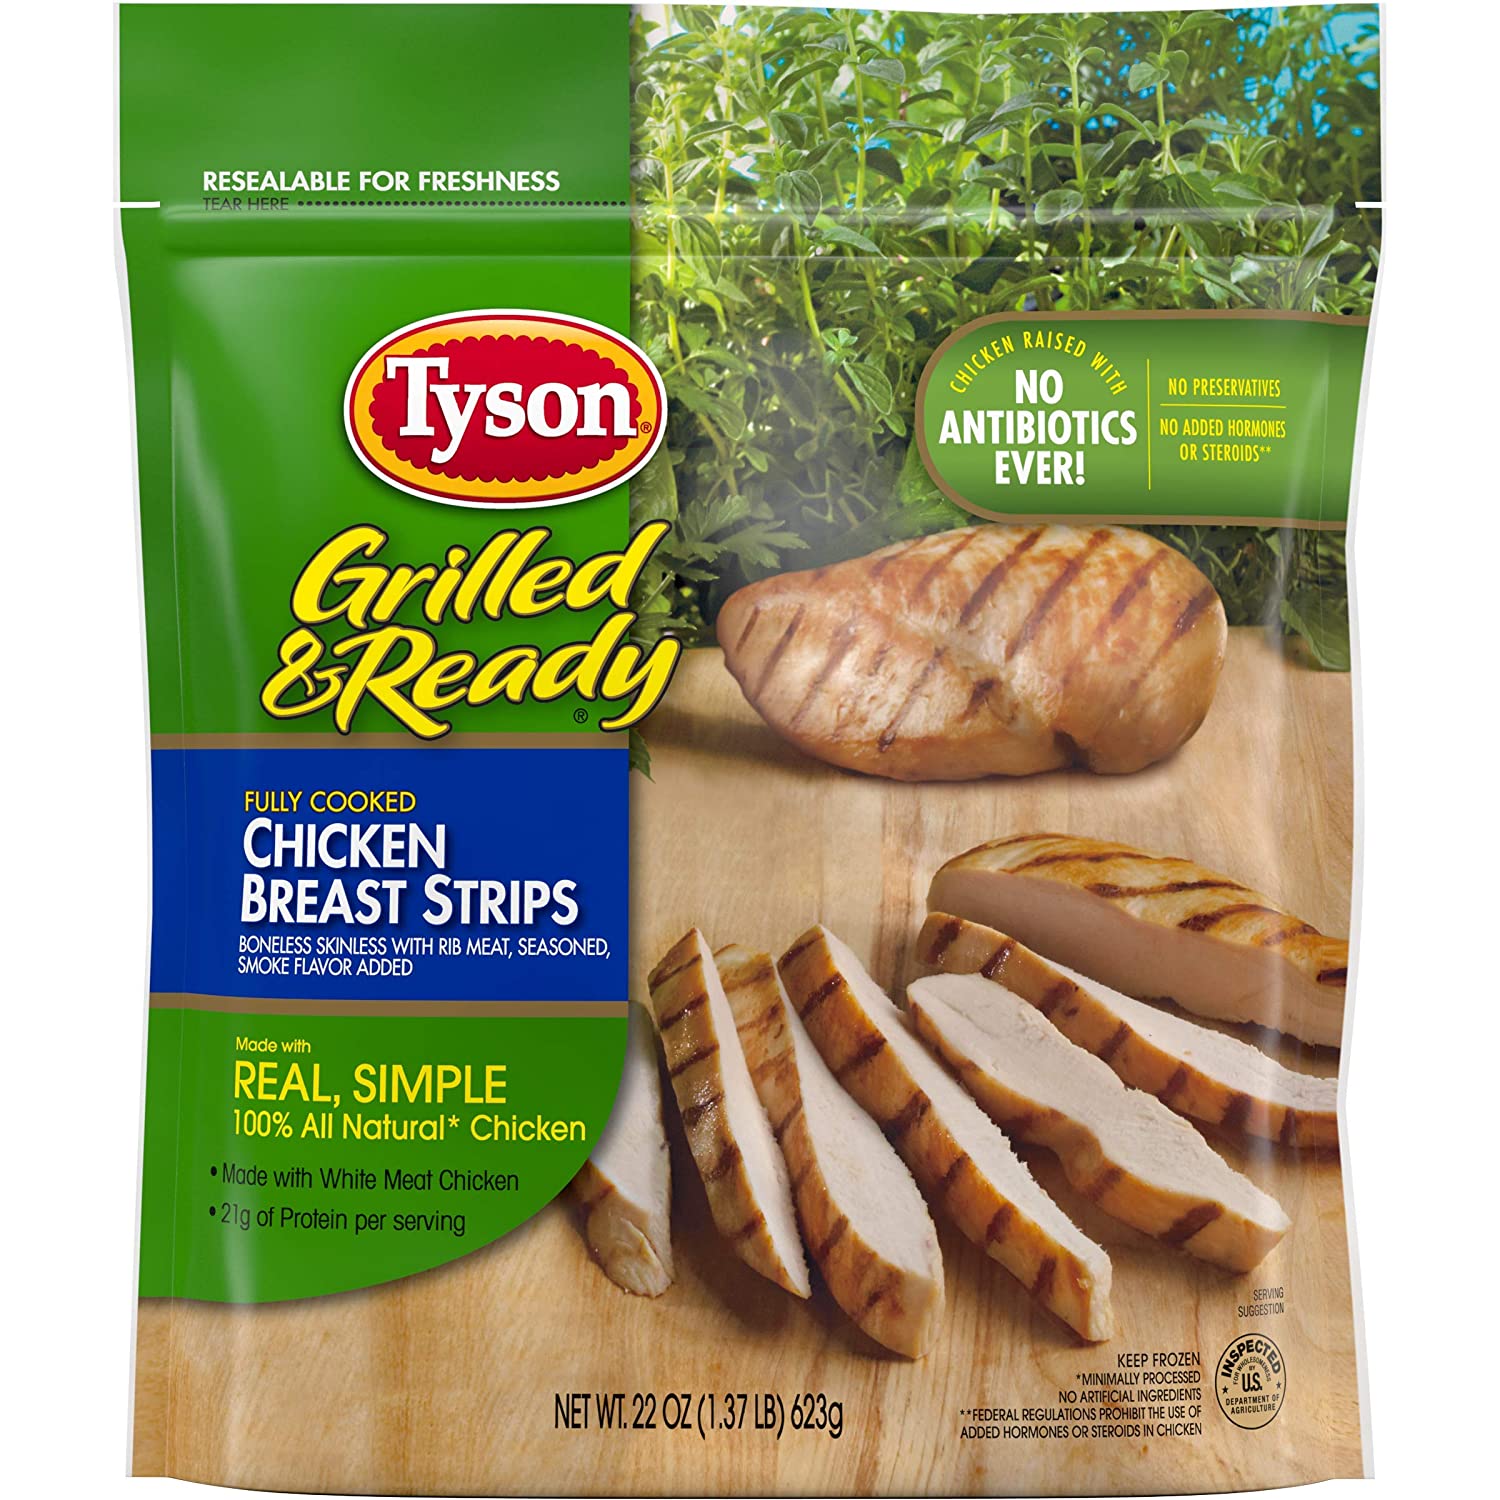 RESEALABLE FOR FRESHNESS
TEAR HERE
Tyson®
Grilled
&Ready®
CHICKEN RAISED WITH
NO
ANTIBIOTICS
EVER!
NO PRESERVATIVES
NO ADDED HORMONES
OR STEROIDS**
FULLY COOKED
CHICKEN
BREAST STRIPS
BONELESS SKINLESS WITH RIB MEAT, SEASONED,
SMOKE FLAVOR ADDED
Made with
REAL, SIMPLE
100% All Natural* Chicken
• Made with White Meat Chicken
• 21g of Protein per serving
SERVING
SUGGESTION
KEEP FROZEN
*MINIMALLY PROCESSED
NO ARTIFICIAL INGREDIENTS
**FEDERAL REGULATIONS PROHIBIT THE USE OF
ADDED HORMONES OR STEROIDS IN CHICKEN
INSPECTED
FOR WHOLESOMENESS
BY
U.S.
DEPARTMENT OF
AGRICULTURE
NET WT. 22 OZ (1.37 LB) 623g